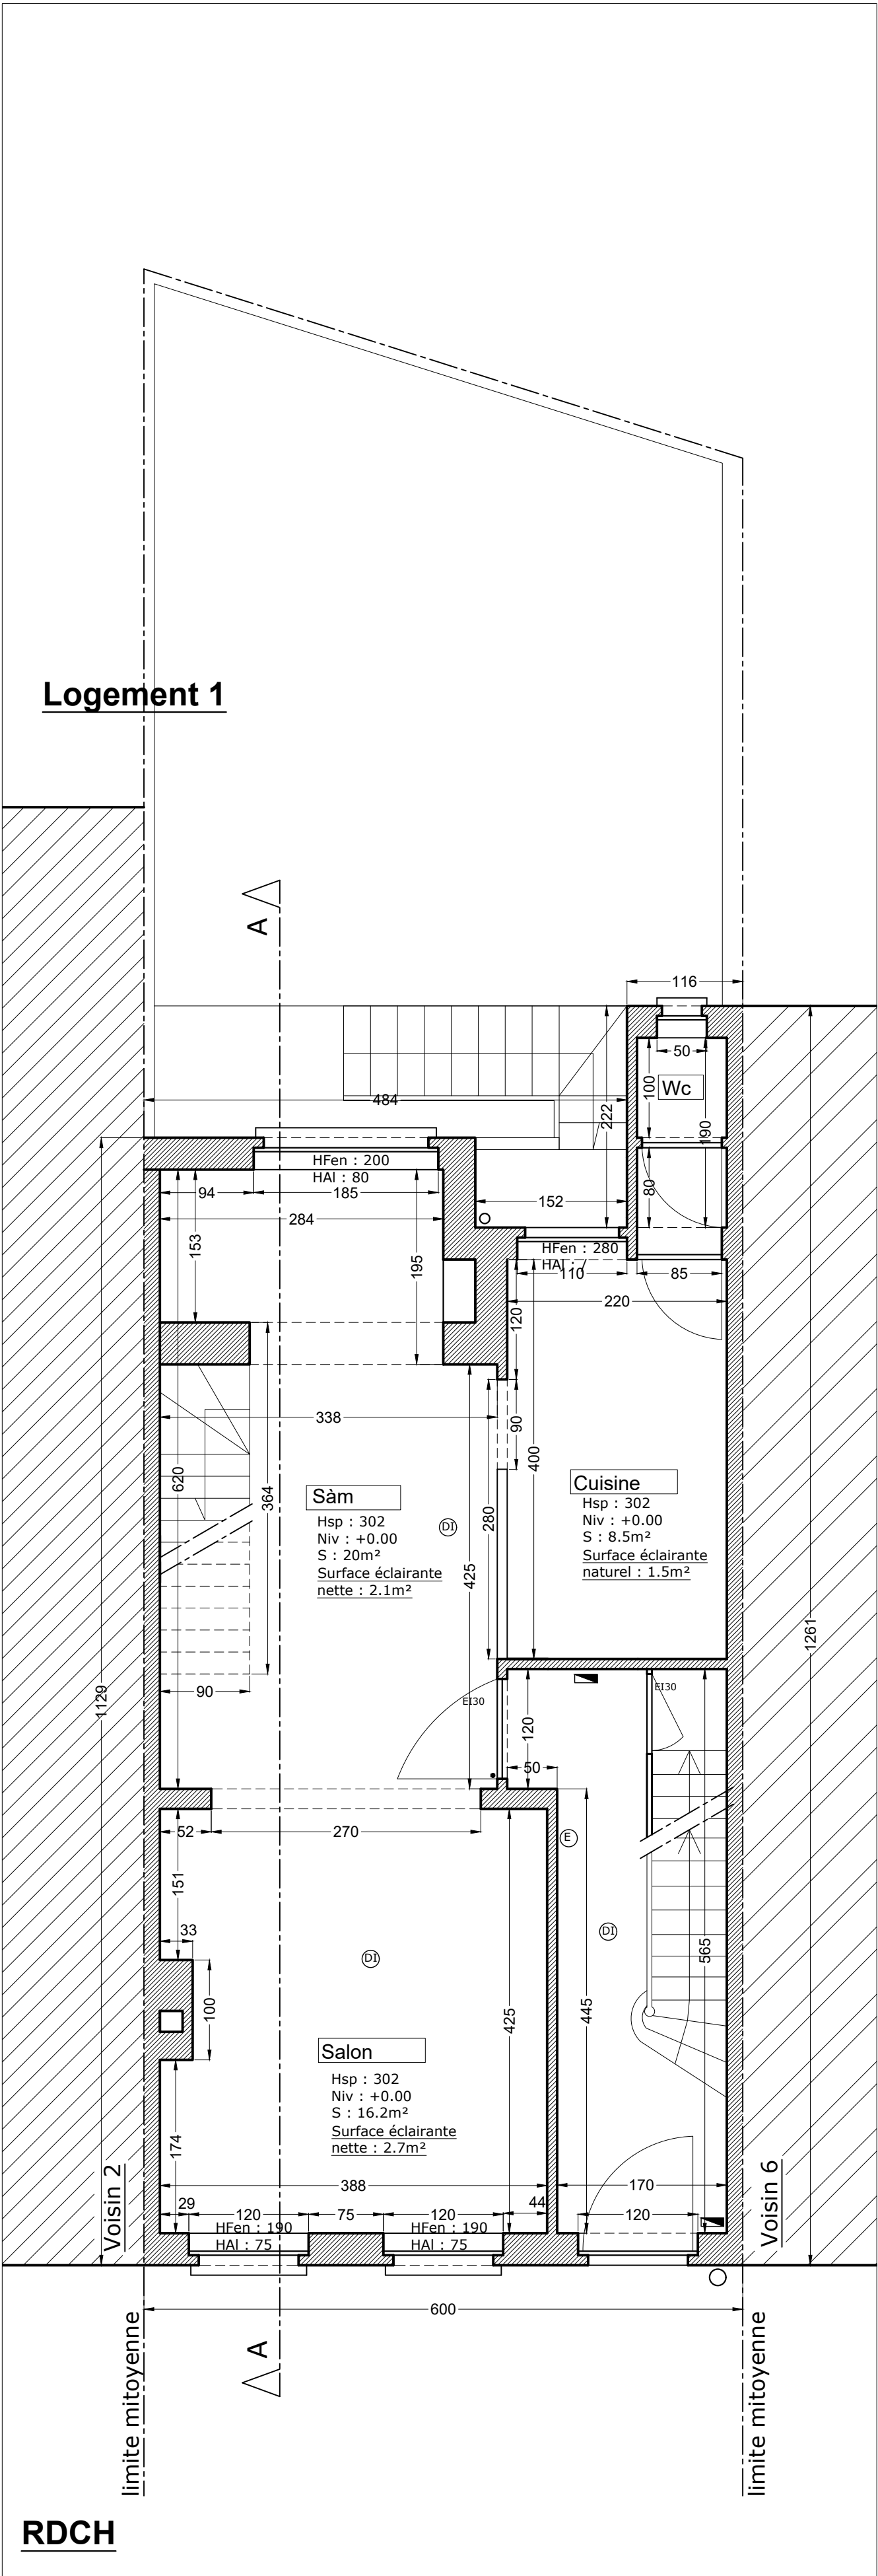 Logement 1
A
116
50
Wc
100
190
484
222
80
HFen : 200
HAl : 80
94
185
152
284
153
195
HFen : 280
HAl : 7
110
85
220
120
338
90
400
620
364
280
425
Sàm
Hsp : 302
Niv : +0.00
S : 20m²
Surface éclairante
nette : 2.1m²
DI
Cuisine
Hsp : 302
Niv : +0.00
S : 8.5m²
Surface éclairante
naturel : 1.5m²
1261
1129
90
EI30
EI30
120
50
52
270
E
151
33
DI
DI
565
100
425
445
Salon
Hsp : 302
Niv : +0.00
S : 16.2m²
Surface éclairante
nette : 2.7m²
174
388
170
Voisin 2
Voisin 6
29
120
75
120
44
120
HFen : 190
HAl : 75
HFen : 190
HAl : 75
600
A
limite mitoyenne
limite mitoyenne
RDCH